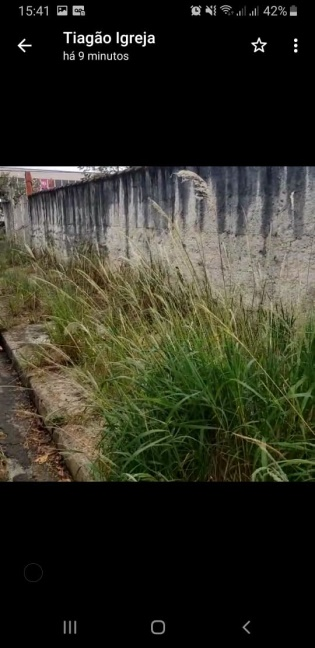 15:41
42%
Tiagão Igreja
há 9 minutos